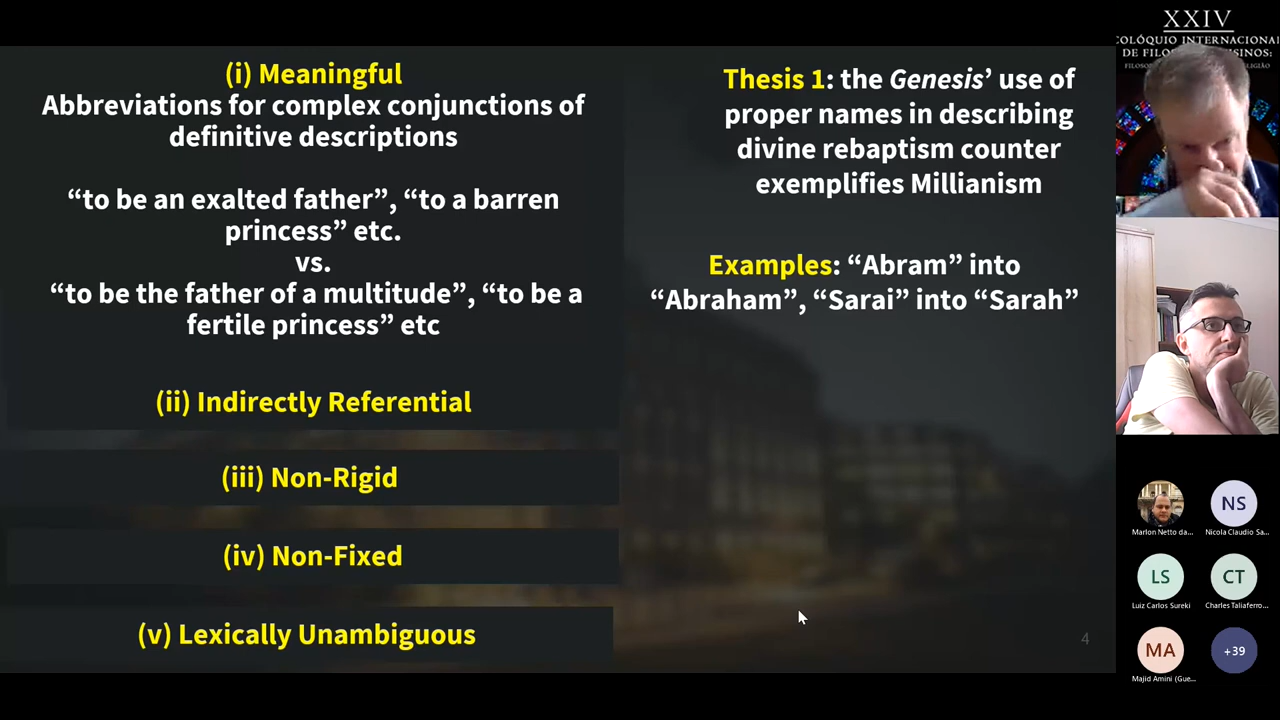 (i) Meaningful
Abbreviations for complex conjunctions of
definitive descriptions
“to be an exalted father”, “to a barren
princess” etc.
vs.
“to be the father of a multitude”, “to be a
fertile princess” etc
(ii) Indirectly Referential
(iii) Non-Rigid
(iv) Non-Fixed
(v) Lexically Unambiguous
Thesis 1: the Genesis’ use of
proper names in describing
divine rebaptism counter
exemplifies Millianism
Examples: “Abram” into
“Abraham”, “Sarai” into “Sarah”
4
XXIV
COLÓQUIO INTERNACIONAL
DE FILOS
Marlon Netto da...
NS
Nicola Claudio Sa...
LS
Luiz Carlos Sureki
CT
Charles Taliaferro...
MA
Majid Amini (Gue...
+39